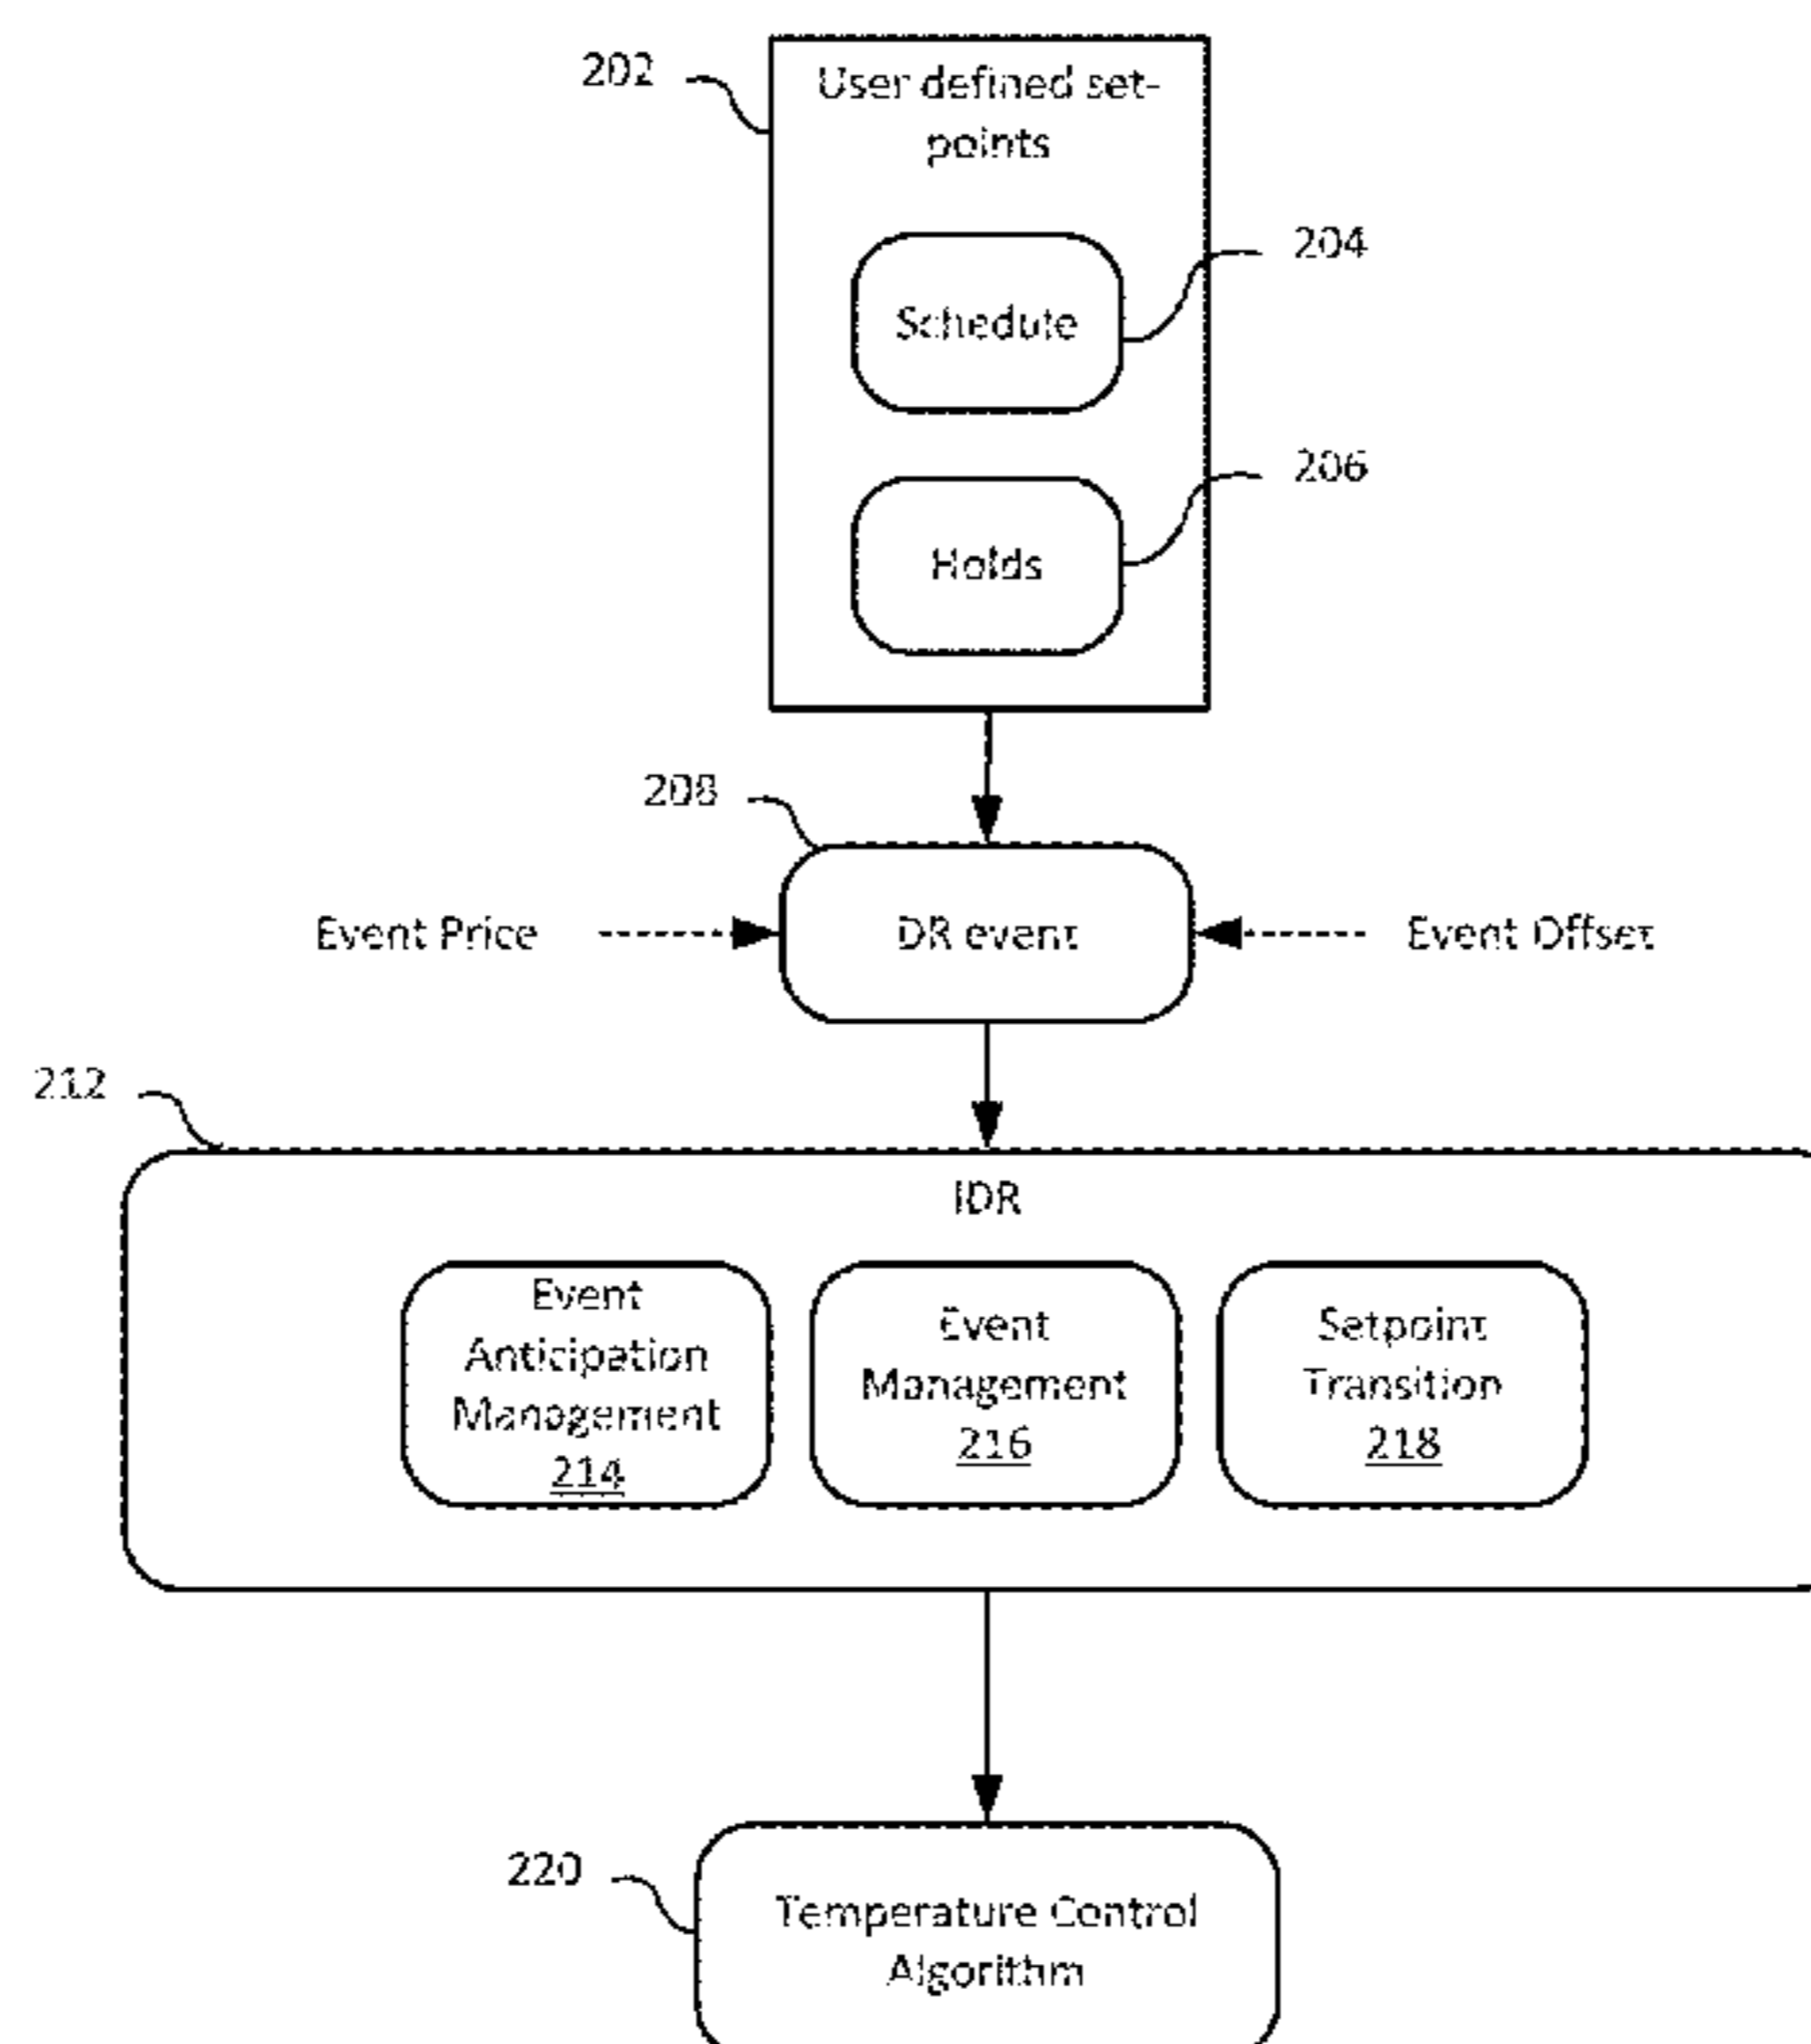 202
User defined set-
points
204
Schedule
206
Holds
208
Event Price
DR event
Event Offset
212
IDR
Event
Anticipation
Management
214
Event
Management
216
Setpoint
Transition
218
220
Temperature Control
Algorithm